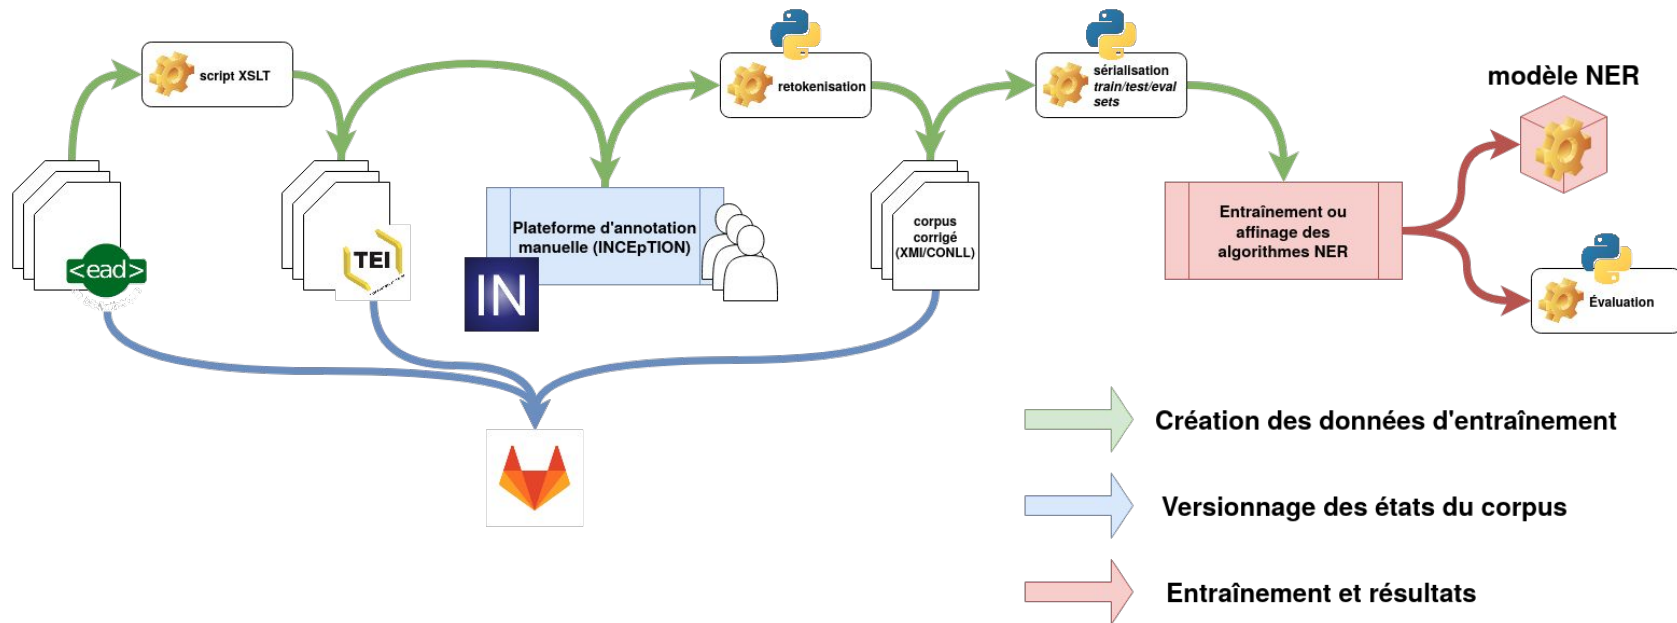 script XSLT
retokenisation
sérialisation
train/test/eval
sets
modèle NER
<ead>
TEI
Plateforme d'annotation
manuelle (INCEpTION)
IN
corpus
corrigé
(XMI/CONLL)
Entraînement ou
affinage des
algorithmes NER
Évaluation
Création des données d'entraînement
Versionnage des états du corpus
Entraînement et résultats